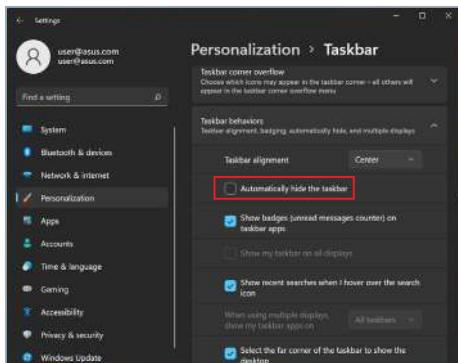 Settings
user@asus.com
user@asus.com
Find a setting
System
Bluetooth & devices
Network & internet
Personalization
Apps
Accounts
Time & language
Gaming
Accessibility
Privacy & security
Windows Update
Personalization > Taskbar
Taskbar corner overflow
Choose which icons may appear in the taskbar corner – all others will
appear in the taskbar corner overflow menu
Taskbar behaviors
Taskbar alignment, badging, automatically hide, and multiple displays
Taskbar alignment
Center
Automatically hide the taskbar
Show badges (unread messages counter) on
taskbar apps
Show my taskbar on all displays
Show recent searches when I hover over the search
icon
When using multiple displays,
show my taskbar apps on
All taskbars
Select the far corner of the taskbar to show the
desktop